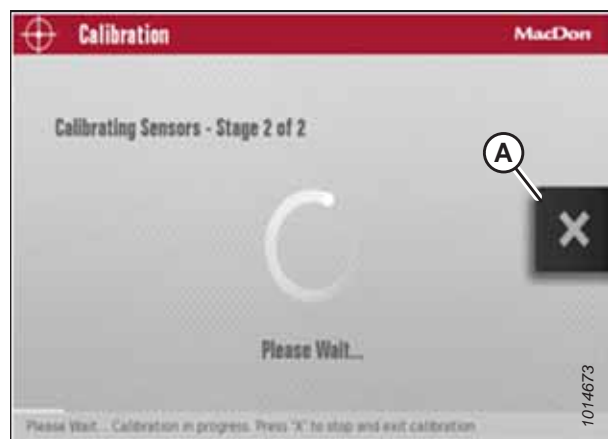 Calibration MacDon
Calibrating Sensors - Stage 2 of 2
A
X
Please Wait...
Please Wait... Calibration in progress. Press "X" to stop and exit calibration
1014673